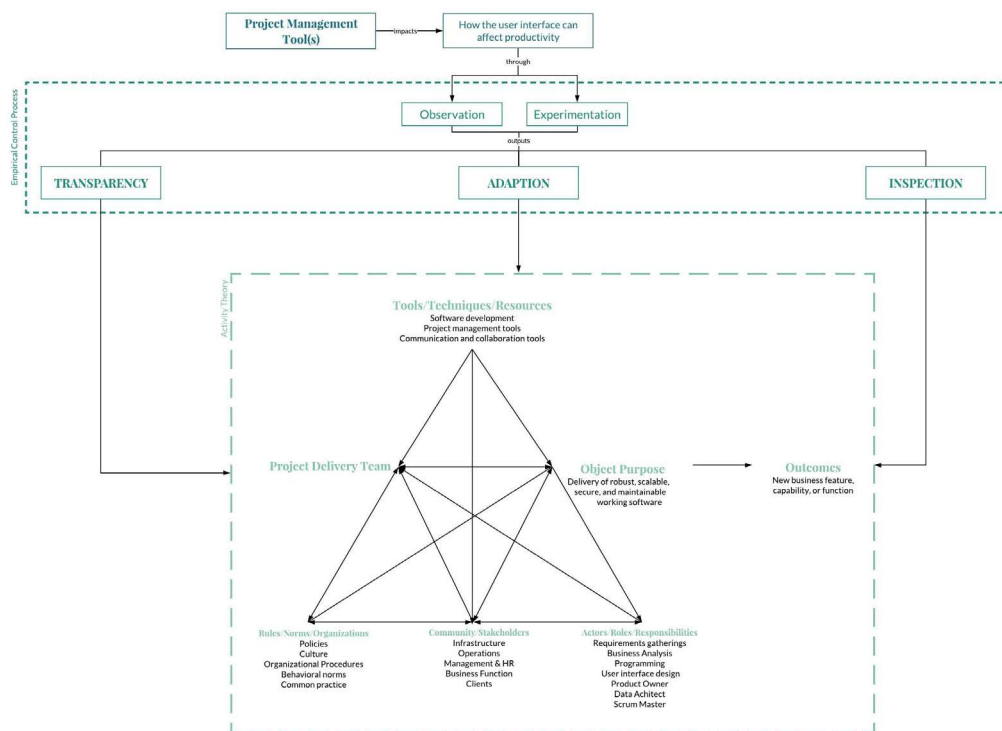 Project Management
Tool(s)
impacts
How the user interface can
affect productivity
through
Empirical Control Process
Observation
Experimentation
outputs
TRANSPARENCY
ADAPTION
INSPECTION
Activity Theory
Tools/Techniques/Resources
Software development
Project management tools
Communication and collaboration tools
Project Delivery Team
Object Purpose
Delivery of robust, scalable,
secure, and maintainable
working software
Outcomes
New business feature,
capability, or function
Rules/Norms/Organizations
Policies
Culture
Organizational Procedures
Behavioral norms
Common practice
Community/Stakeholders
Infrastructure
Operations
Management & HR
Business Function
Clients
Actors/Roles/Responsibilities
Requirements gatherings
Business Analysis
Programming
User interface design
Product Owner
Data Achitect
Scrum Master